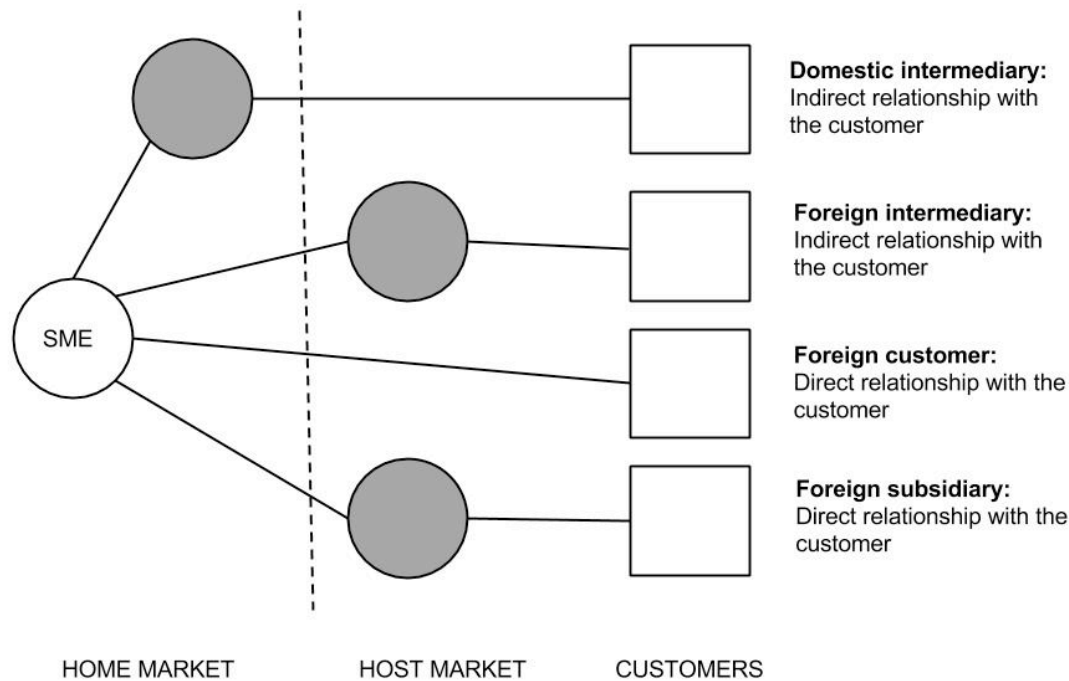 Domestic intermediary:
Indirect relationship with
the customer
Foreign intermediary:
Indirect relationship with
the customer
SME
Foreign customer:
Direct relationship with the
customer
Foreign subsidiary:
Direct relationship with the
customer
HOME MARKET
HOST MARKET
CUSTOMERS